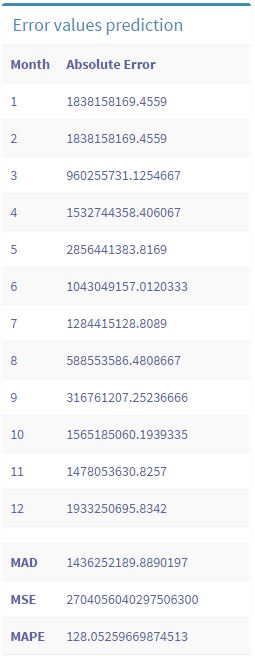 Error values prediction
Month Absolute Error
1 1838158169.4559
2 1838158169.4559
3 960255731.1254667
4 1532744358.406067
5 2856441383.8169
6 1043049157.0120333
7 1284415128.8089
8 588553586.4808667
9 316761207.25236666
10 1565185060.1939335
11 1478053630.8257
12 1933250695.8342
MAD 1436252189.8890197
MSE 2704056040297506300
MAPE 128.05259669874513